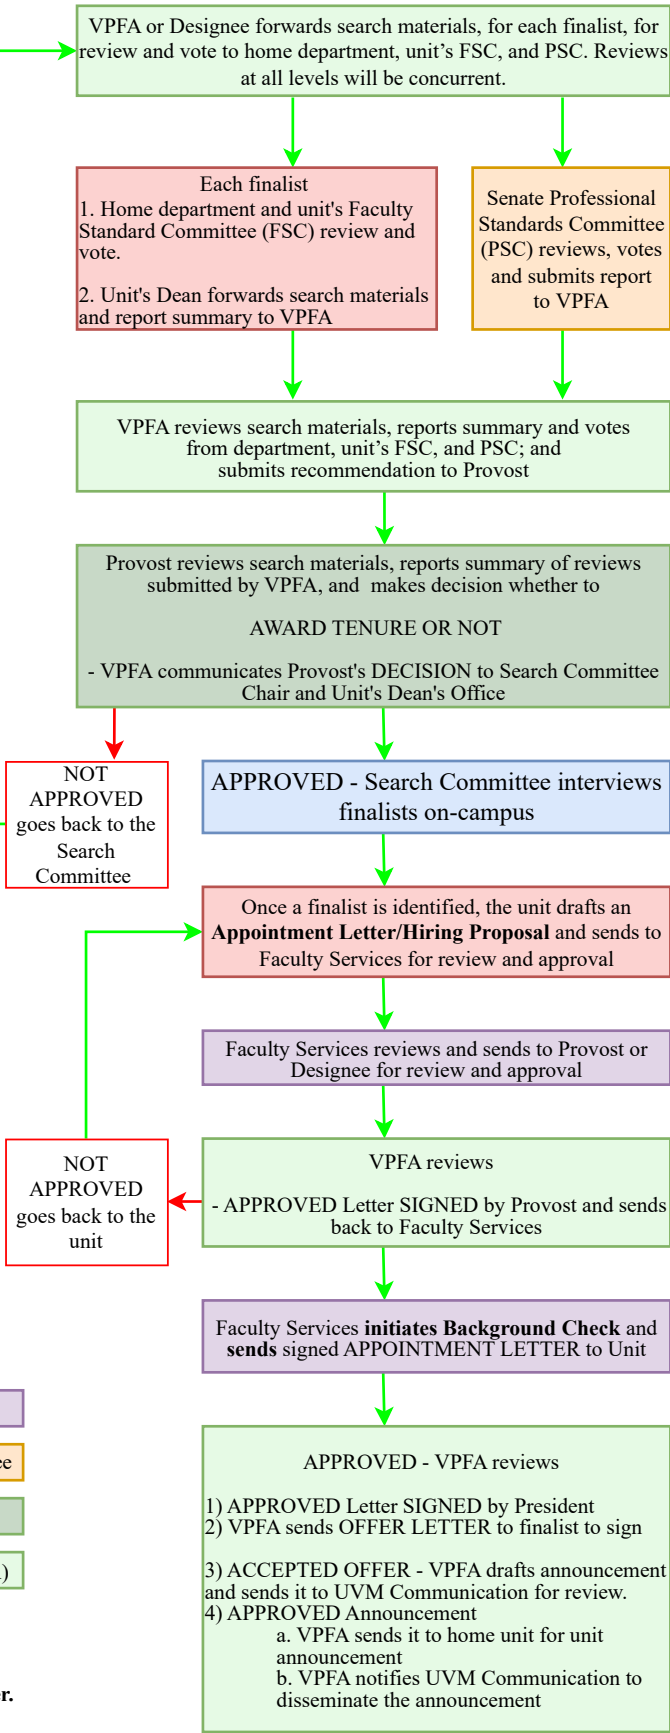 VPFA or Designee forwards search materials, for each finalist, for
review and vote to home department, unit's FSC, and PSC. Reviews
at all levels will be concurrent.
Each finalist
1. Home department and unit's Faculty
Standard Committee (FSC) review and
vote.
2. Unit's Dean forwards search materials
and report summary to VPFA
Senate Professional
Standards Committee
(PSC) reviews, votes
and submits report
to VPFA
VPFA reviews search materials, reports summary and votes
from department, unit's FSC, and PSC; and
submits recommendation to Provost
Provost reviews search materials, reports summary of reviews
submitted by VPFA, and makes decision whether to
AWARD TENURE OR NOT
- VPFA communicates Provost's DECISION to Search Committee
Chair and Unit's Dean's Office
NOT
APPROVED
goes back to the
Search
Committee
APPROVED - Search Committee interviews
finalists on-campus
Once a finalist is identified, the unit drafts an
Appointment Letter/Hiring Proposal and sends to
Faculty Services for review and approval
Faculty Services reviews and sends to Provost or
Designee for review and approval
NOT
APPROVED
goes back to the
unit
VPFA reviews
- APPROVED Letter SIGNED by Provost and sends
back to Faculty Services
Faculty Services initiates Background Check and
sends signed APPOINTMENT LETTER to Unit
APPROVED - VPFA reviews
1) APPROVED Letter SIGNED by President
2) VPFA sends OFFER LETTER to finalist to sign
3) ACCEPTED OFFER - VPFA drafts announcement
and sends it to UVM Communication for review.
4) APPROVED Announcement
a. VPFA sends it to home unit for unit
announcement
b. VPFA notifies UVM Communication to
disseminate the announcement